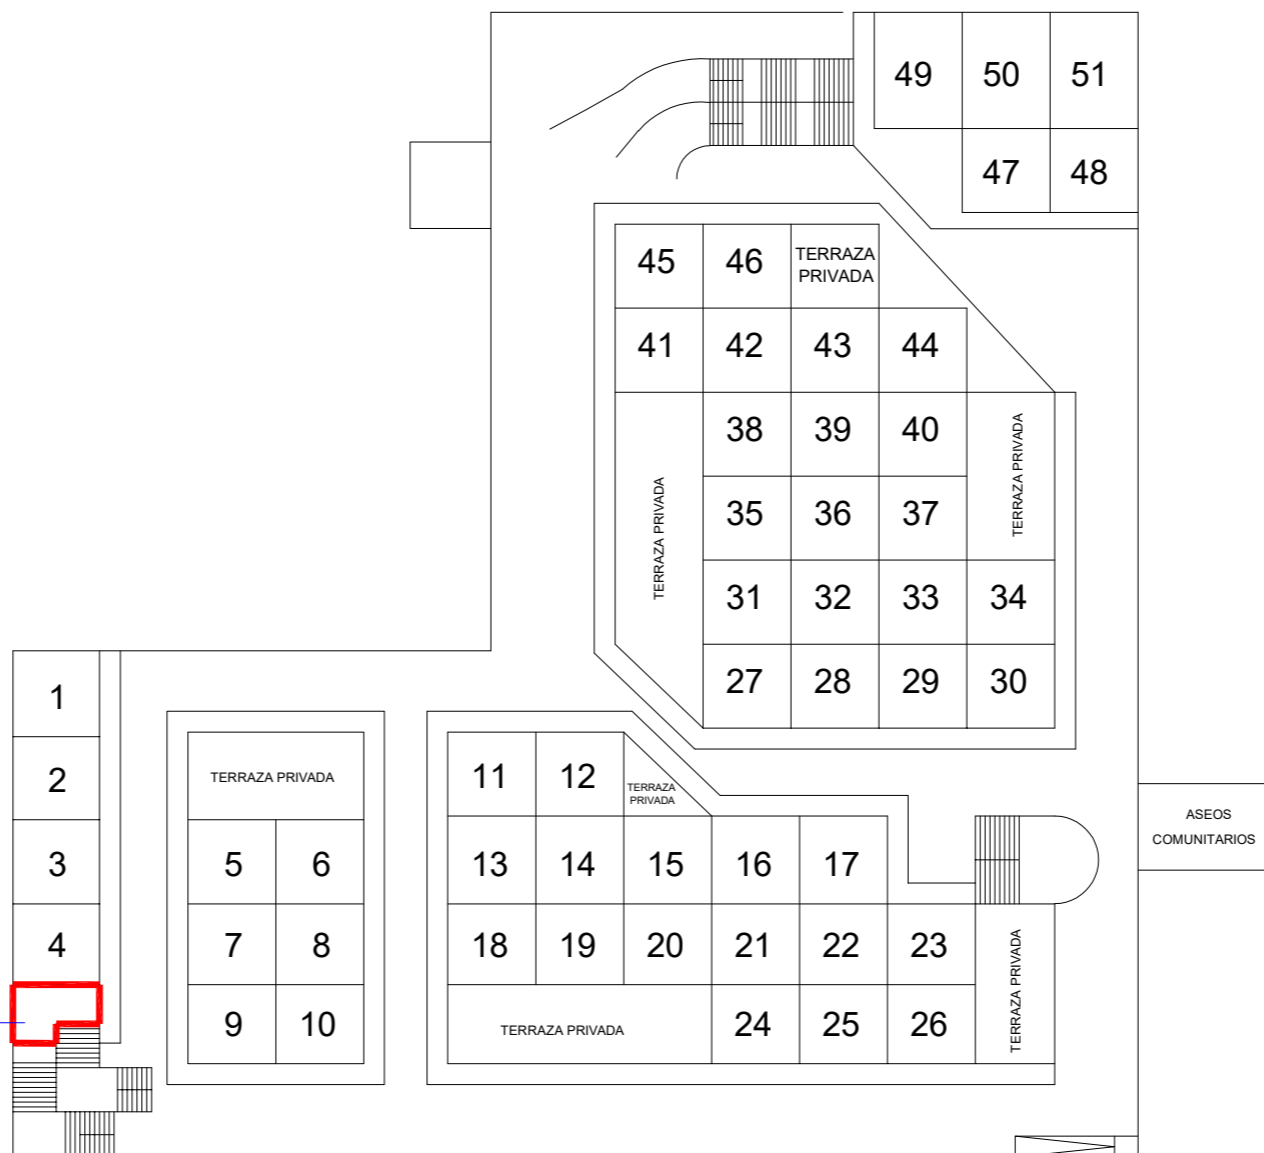 49 50 51
47 48
45 46 TERRAZA
PRIVADA
41 42 43 44
38 39 40
TERRAZA PRIVADA
35 36 37
TERRAZA PRIVADA
31 32 33 34
27 28 29 30
1
2
3
4
TERRAZA PRIVADA
5 6
7 8
9 10
11 12
TERRAZA
PRIVADA
13 14 15 16 17
18 19 20 21 22 23
TERRAZA PRIVADA
24 25 26
TERRAZA PRIVADA
ASEOS
COMUNITARIOS